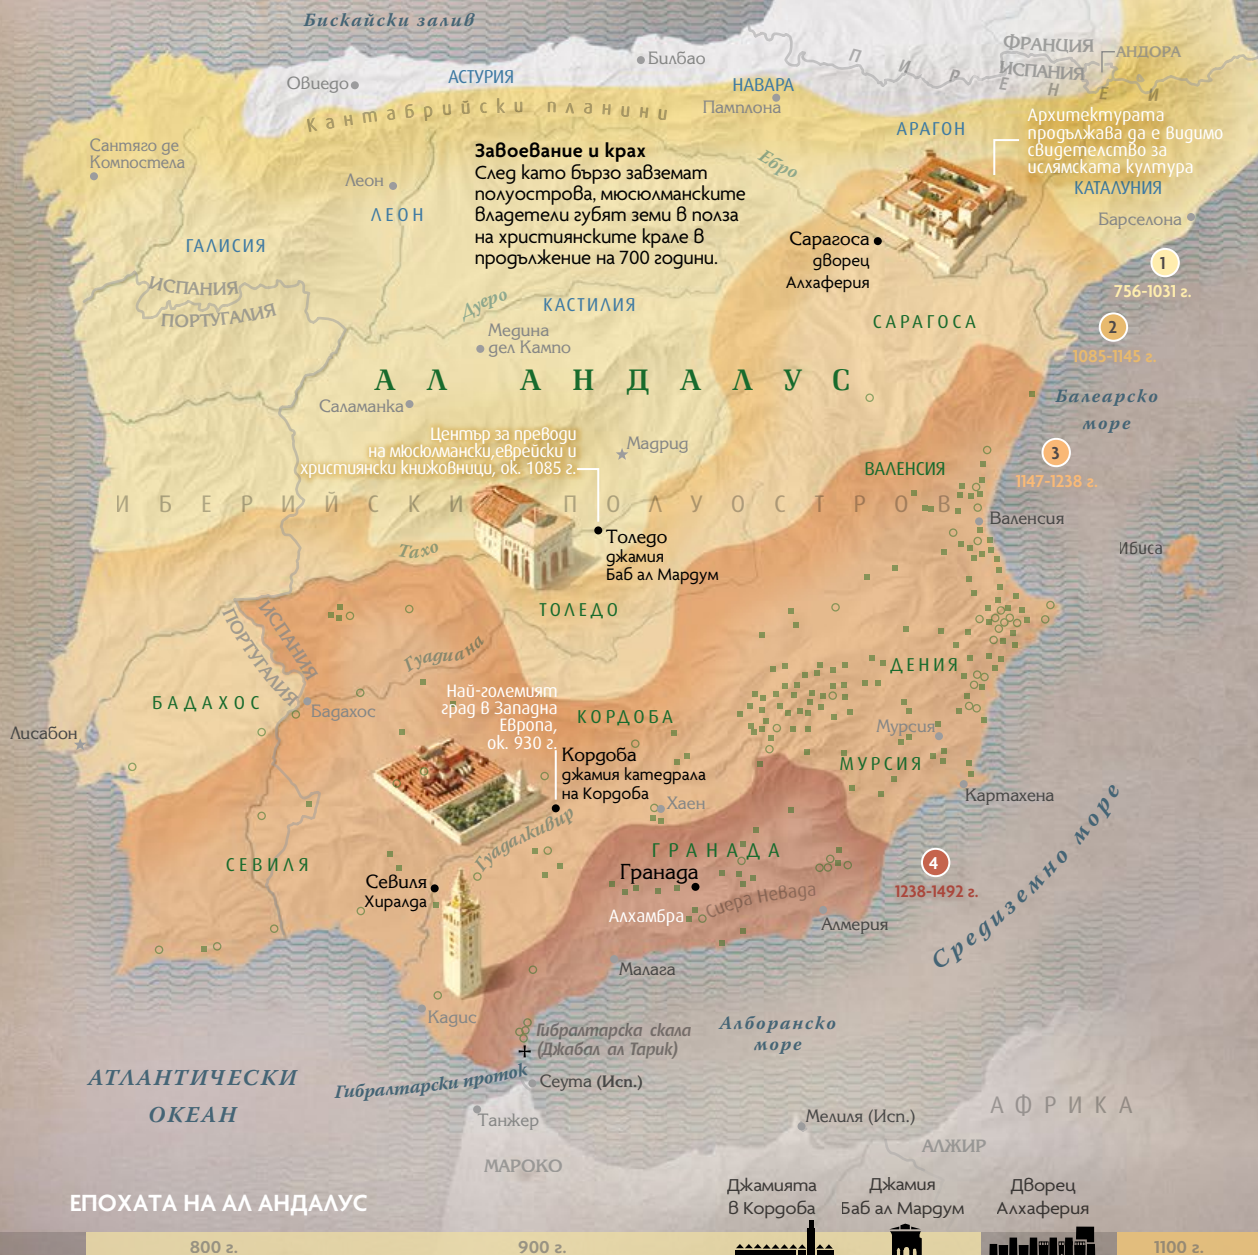 Бискайски залив
ФРАНЦИЯ
АНДОРА
ИСПАНИЯ
ПИРЕНЕИ
Билбао
Овиедо
АСТУРИЯ
НАВАРА
Памплона
Кантабрийски планини
АРАГОН
Архитектурата
продължава да е видимо
свидетелство за
ислямската култура
КАТАЛУНИЯ
Барселона
Сантяго де
Компостела
Леон
ЛЕОН
ГАЛИСИЯ
Завоевание и крах
След като бързо завземат
полуострова, мюсюлманските
владетели губят земи в полза
на християнските крале в
продължение на 700 години.
Ебро
Сарагоса
дворец
Алхаферия
1
756-1031 г.
ИСПАНИЯ
ПОРТУГАЛИЯ
Дуеро
КАСТИЛИЯ
Медина
дел Кампо
САРАГОСА
2
1085-1145 г.
АЛ АНДАЛУС
Балеарско
море
Саламанка
Център за преводи
на мюсюлмански,еврейски и
християнски книжовници, ок. 1085 г.
Мадрид
3
1147-1238 г.
ВАЛЕНСИЯ
ИБЕРИЙСКИ ПОЛУОСТРОВ
Валенсия
Ибиса
Тахо
Толедо
джамия
Баб ал Мардум
ТОЛЕДО
ИСПАНИЯ
ПОРТУГАЛИЯ
Гуадиана
ДЕНИЯ
БАДАХОС
Бадахос
Най-големият
град в Западна
Европа,
ок. 930 г.
КОРДОБА
Лисабон
Мурсия
МУРСИЯ
Кордоба
джамия катедрала
на Кордоба
Хаен
Картахена
Гуадалкивир
СЕВИЛЯ
ГРАНАДА
Гранада
4
1238-1492 г.
Севиля
Хиралда
Сиера Невада
Алхамбра
Алмерия
Средиземно море
Малага
Кадис
Гибралтарска скала
(Джабал ал Тарик)
Алборанско
море
АТЛАНТИЧЕСКИ
ОКЕАН
Гибралтарски проток
Сеута (Исп.)
Танжер
Мелиля (Исп.)
АФРИКА
МАРОКО
АЛЖИР
ЕПОХАТА НА АЛ АНДАЛУС
Джамията
в Кордоба
Джамия
Баб ал Мардум
Дворец
Алхаферия
800 г.
900 г.
1100 г.